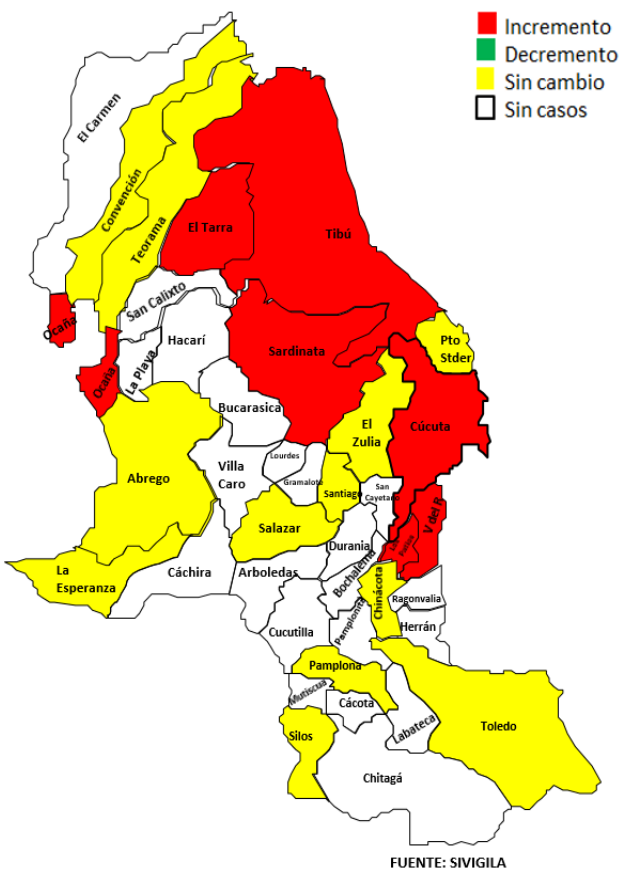 Incremento
Decremento
Sin cambio
Sin casos
El Carmen
Convención
Teorama
El Tarra
Tibú
San Calixto
Ocaña
Hacarí
La Playa
Ocaña
Sardinata
Pto
Stder
El
Zulia
Cúcuta
Bucarasica
Lourdes
Gramalote
Villa
Caro
Abrego
Santiago
San
Cayetano
V del R
Salazar
Los
Patios
Durania
La
Esperanza
Cáchira
Arboledas
Bochalema
Chinácota
Ragonvalia
Pamplonita
Herrán
Cucutilla
Pamplona
Mutiscua
Cácota
Labateca
Toledo
Silos
Chitagá
FUENTE: SIVIGILA